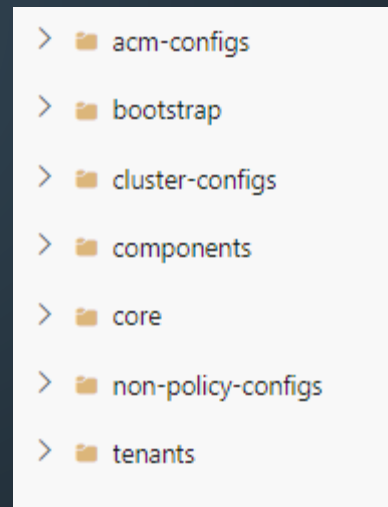 acm-configs
bootstrap
cluster-configs
components
core
non-policy-configs
tenants